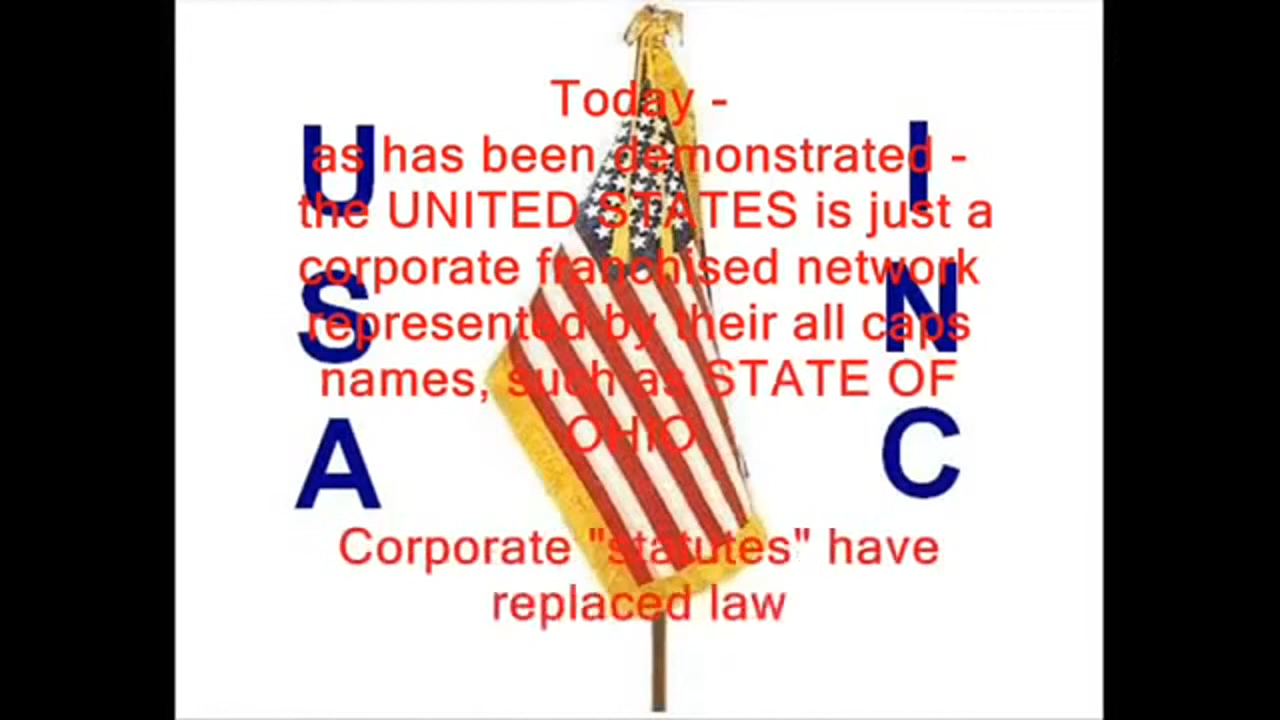 Today -
as has been demonstrated -
the UNITED STATES is just a
corporate franchised network
represented by their all caps
names, such as STATE OF
OHIO
Corporate "statutes" have
replaced law
U
S
A
I
N
C